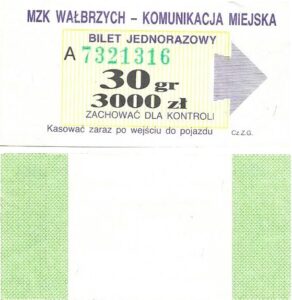 MZK WAŁBRZYCH – KOMUNIKACJA MIEJSKA
BILET JEDNORAZOWY
A 7321316
30 gr
3000 zł
ZACHOWAĆ DLA KONTROLI
Kasować zaraz po wejściu do pojazdu
Cz.Z.G.